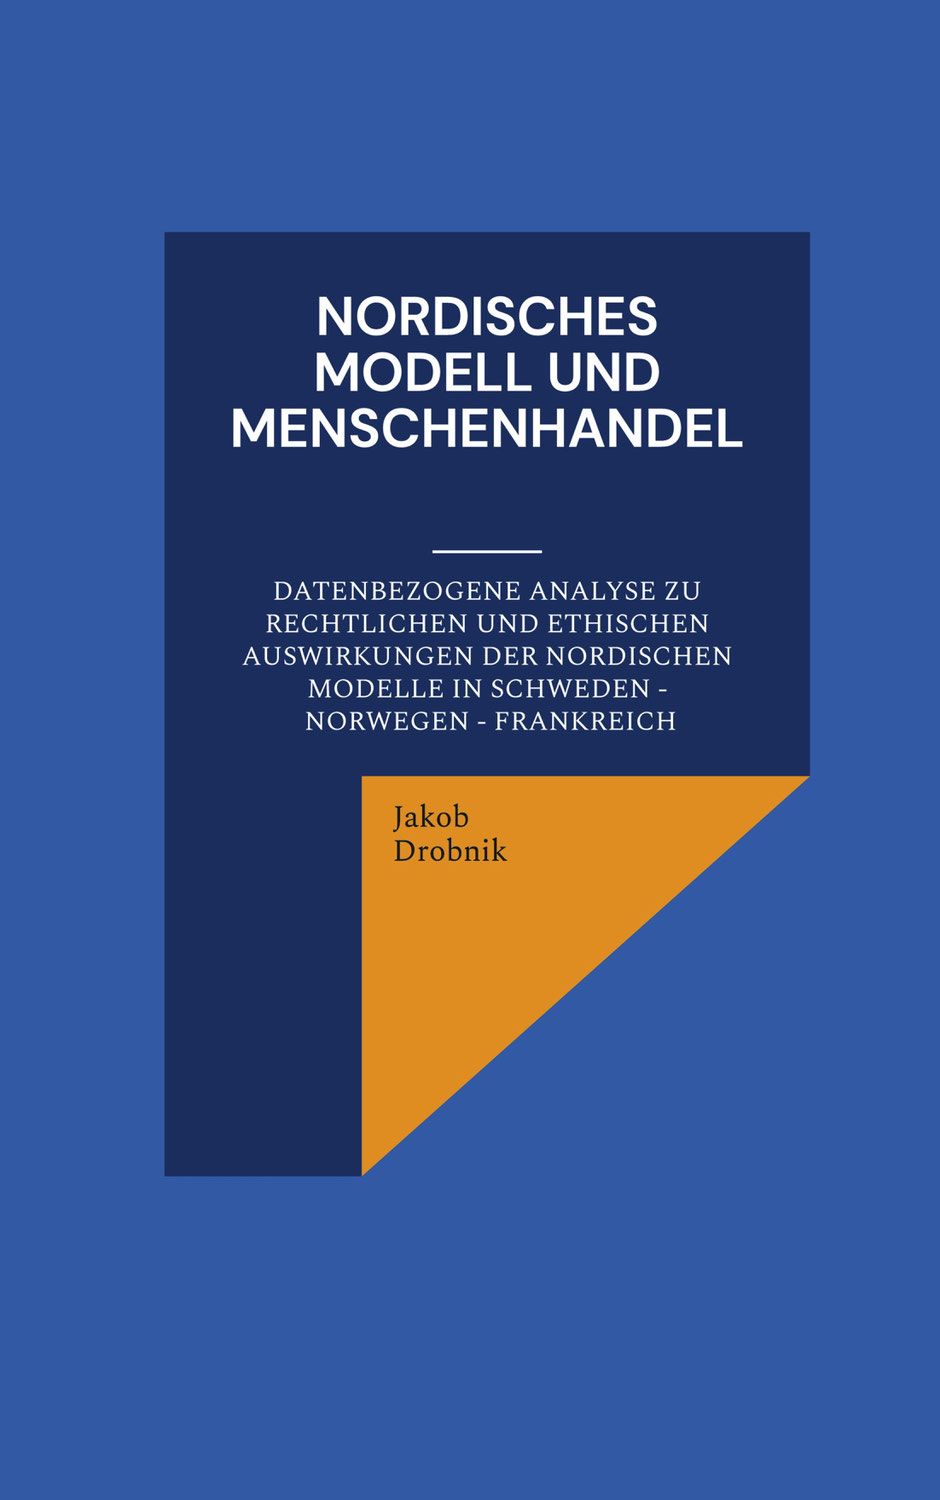 NORDISCHES
MODELL UND
MENSCHENHANDEL
DATENBEZOGENE ANALYSE ZU
RECHTLICHEN UND ETHISCHEN
AUSWIRKUNGEN DER NORDISCHEN
MODELLE IN SCHWEDEN -
NORWEGEN - FRANKREICH
Jakob
Drobnik